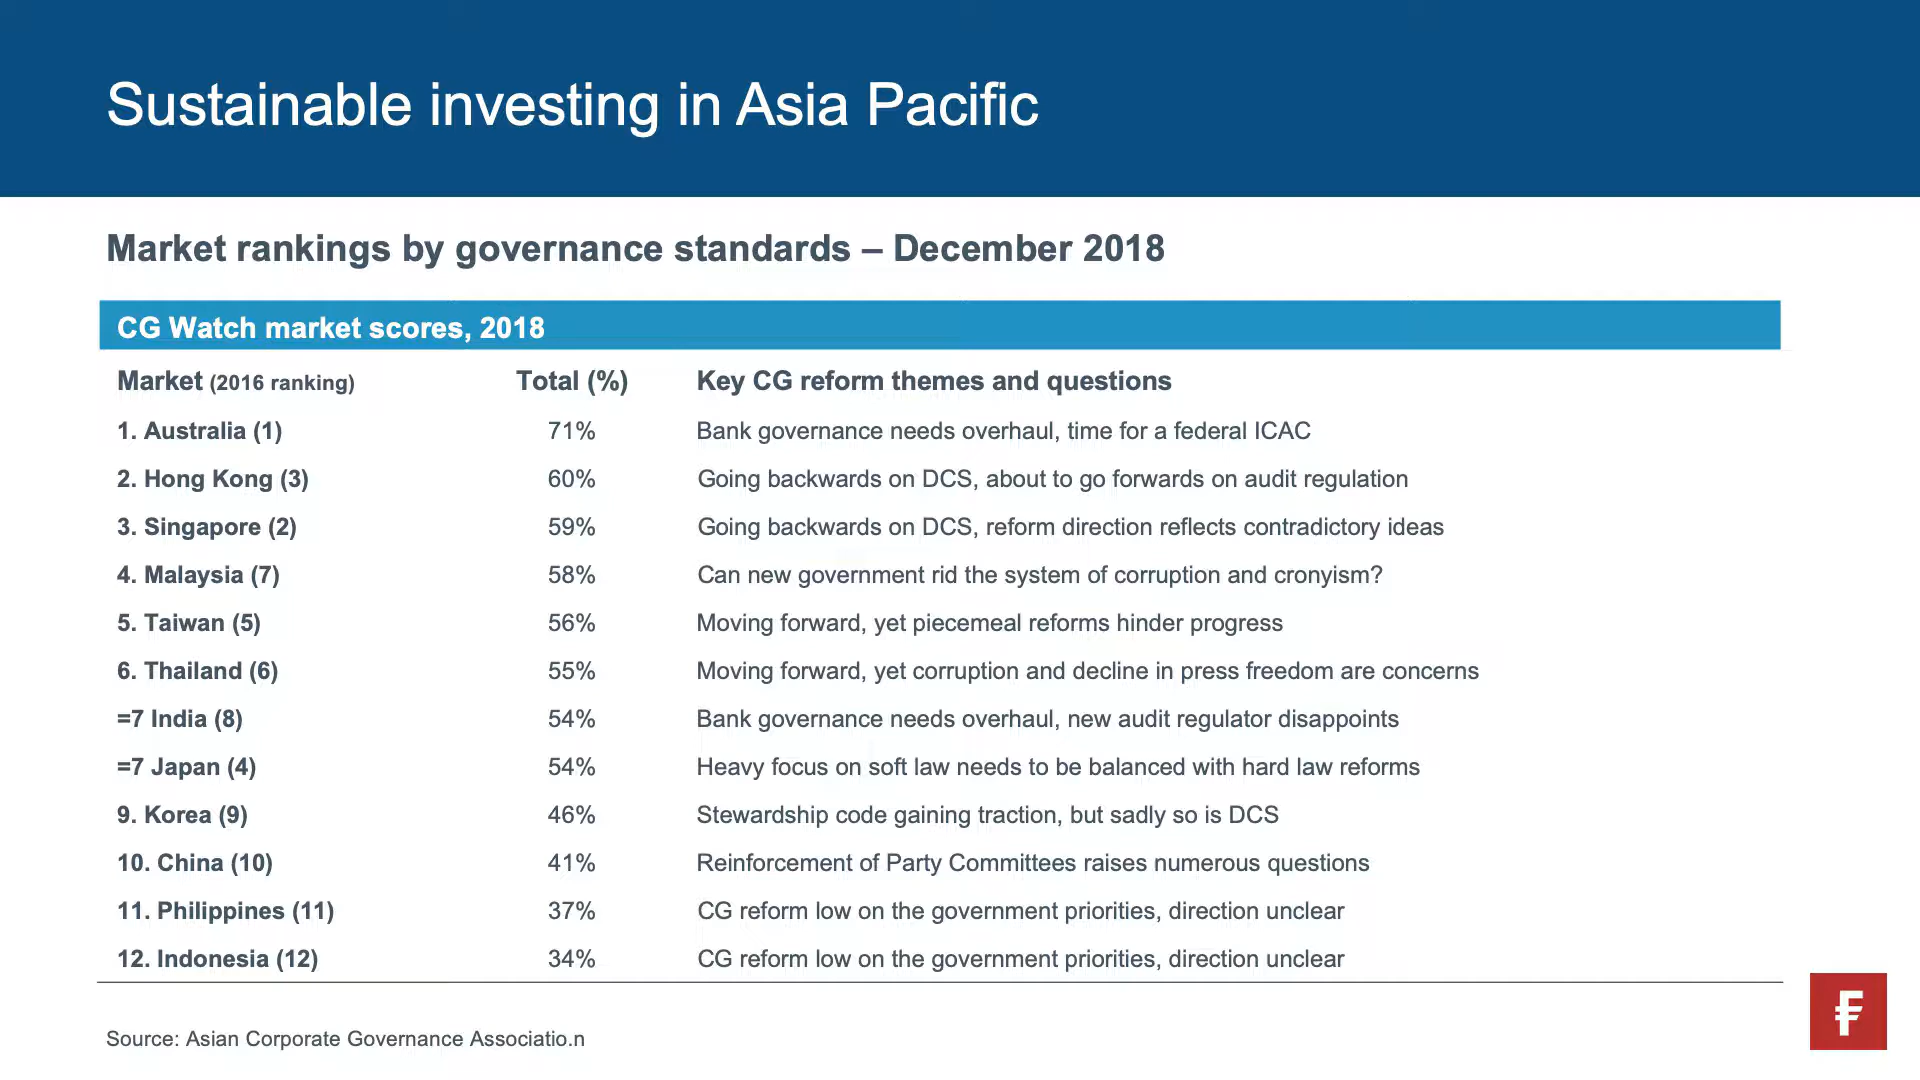 Sustainable investing in Asia Pacific
Market rankings by governance standards – December 2018
CG Watch market scores, 2018
Market (2016 ranking) Total (%) Key CG reform themes and questions
1. Australia (1) 71% Bank governance needs overhaul, time for a federal ICAC
2. Hong Kong (3) 60% Going backwards on DCS, about to go forwards on audit regulation
3. Singapore (2) 59% Going backwards on DCS, reform direction reflects contradictory ideas
4. Malaysia (7) 58% Can new government rid the system of corruption and cronyism?
5. Taiwan (5) 56% Moving forward, yet piecemeal reforms hinder progress
6. Thailand (6) 55% Moving forward, yet corruption and decline in press freedom are concerns
=7 India (8) 54% Bank governance needs overhaul, new audit regulator disappoints
=7 Japan (4) 54% Heavy focus on soft law needs to be balanced with hard law reforms
9. Korea (9) 46% Stewardship code gaining traction, but sadly so is DCS
10. China (10) 41% Reinforcement of Party Committees raises numerous questions
11. Philippines (11) 37% CG reform low on the government priorities, direction unclear
12. Indonesia (12) 34% CG reform low on the government priorities, direction unclear
Source: Asian Corporate Governance Associatio.n